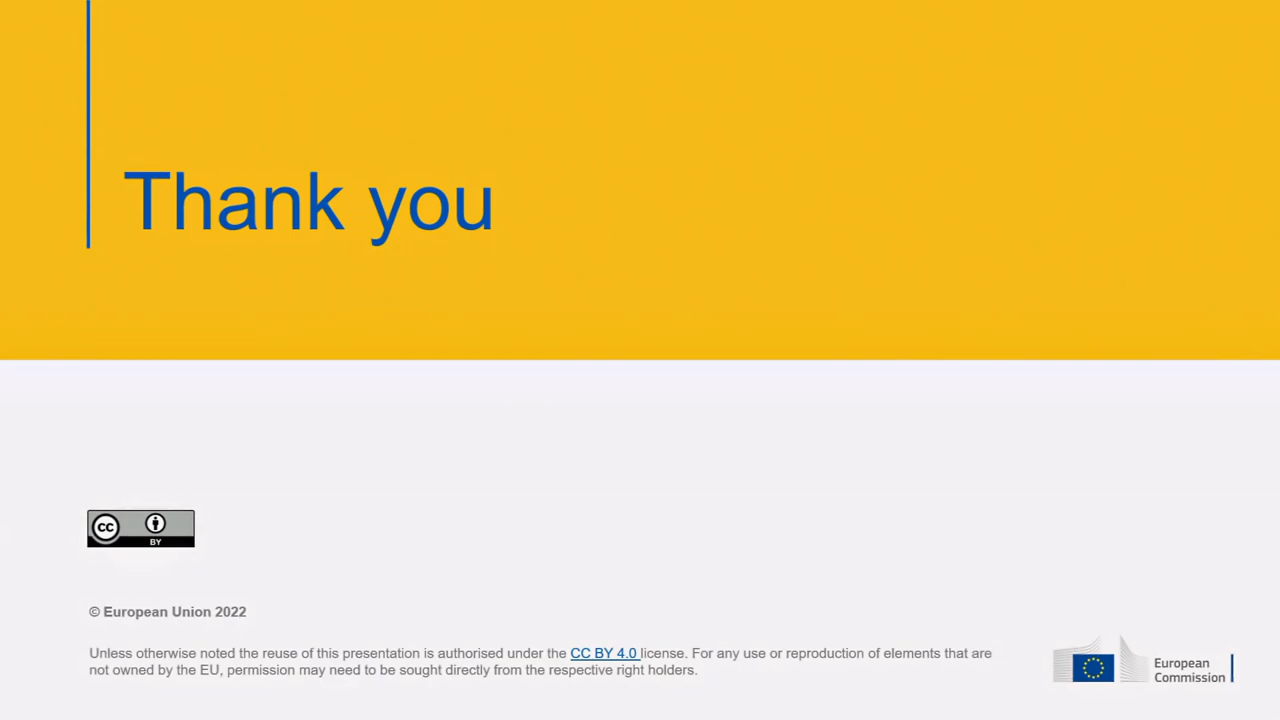 Thank you
cc
BY
© European Union 2022
Unless otherwise noted the reuse of this presentation is authorised under the CC BY 4.0 license. For any use or reproduction of elements that are
not owned by the EU, permission may need to be sought directly from the respective right holders.
European
Commission